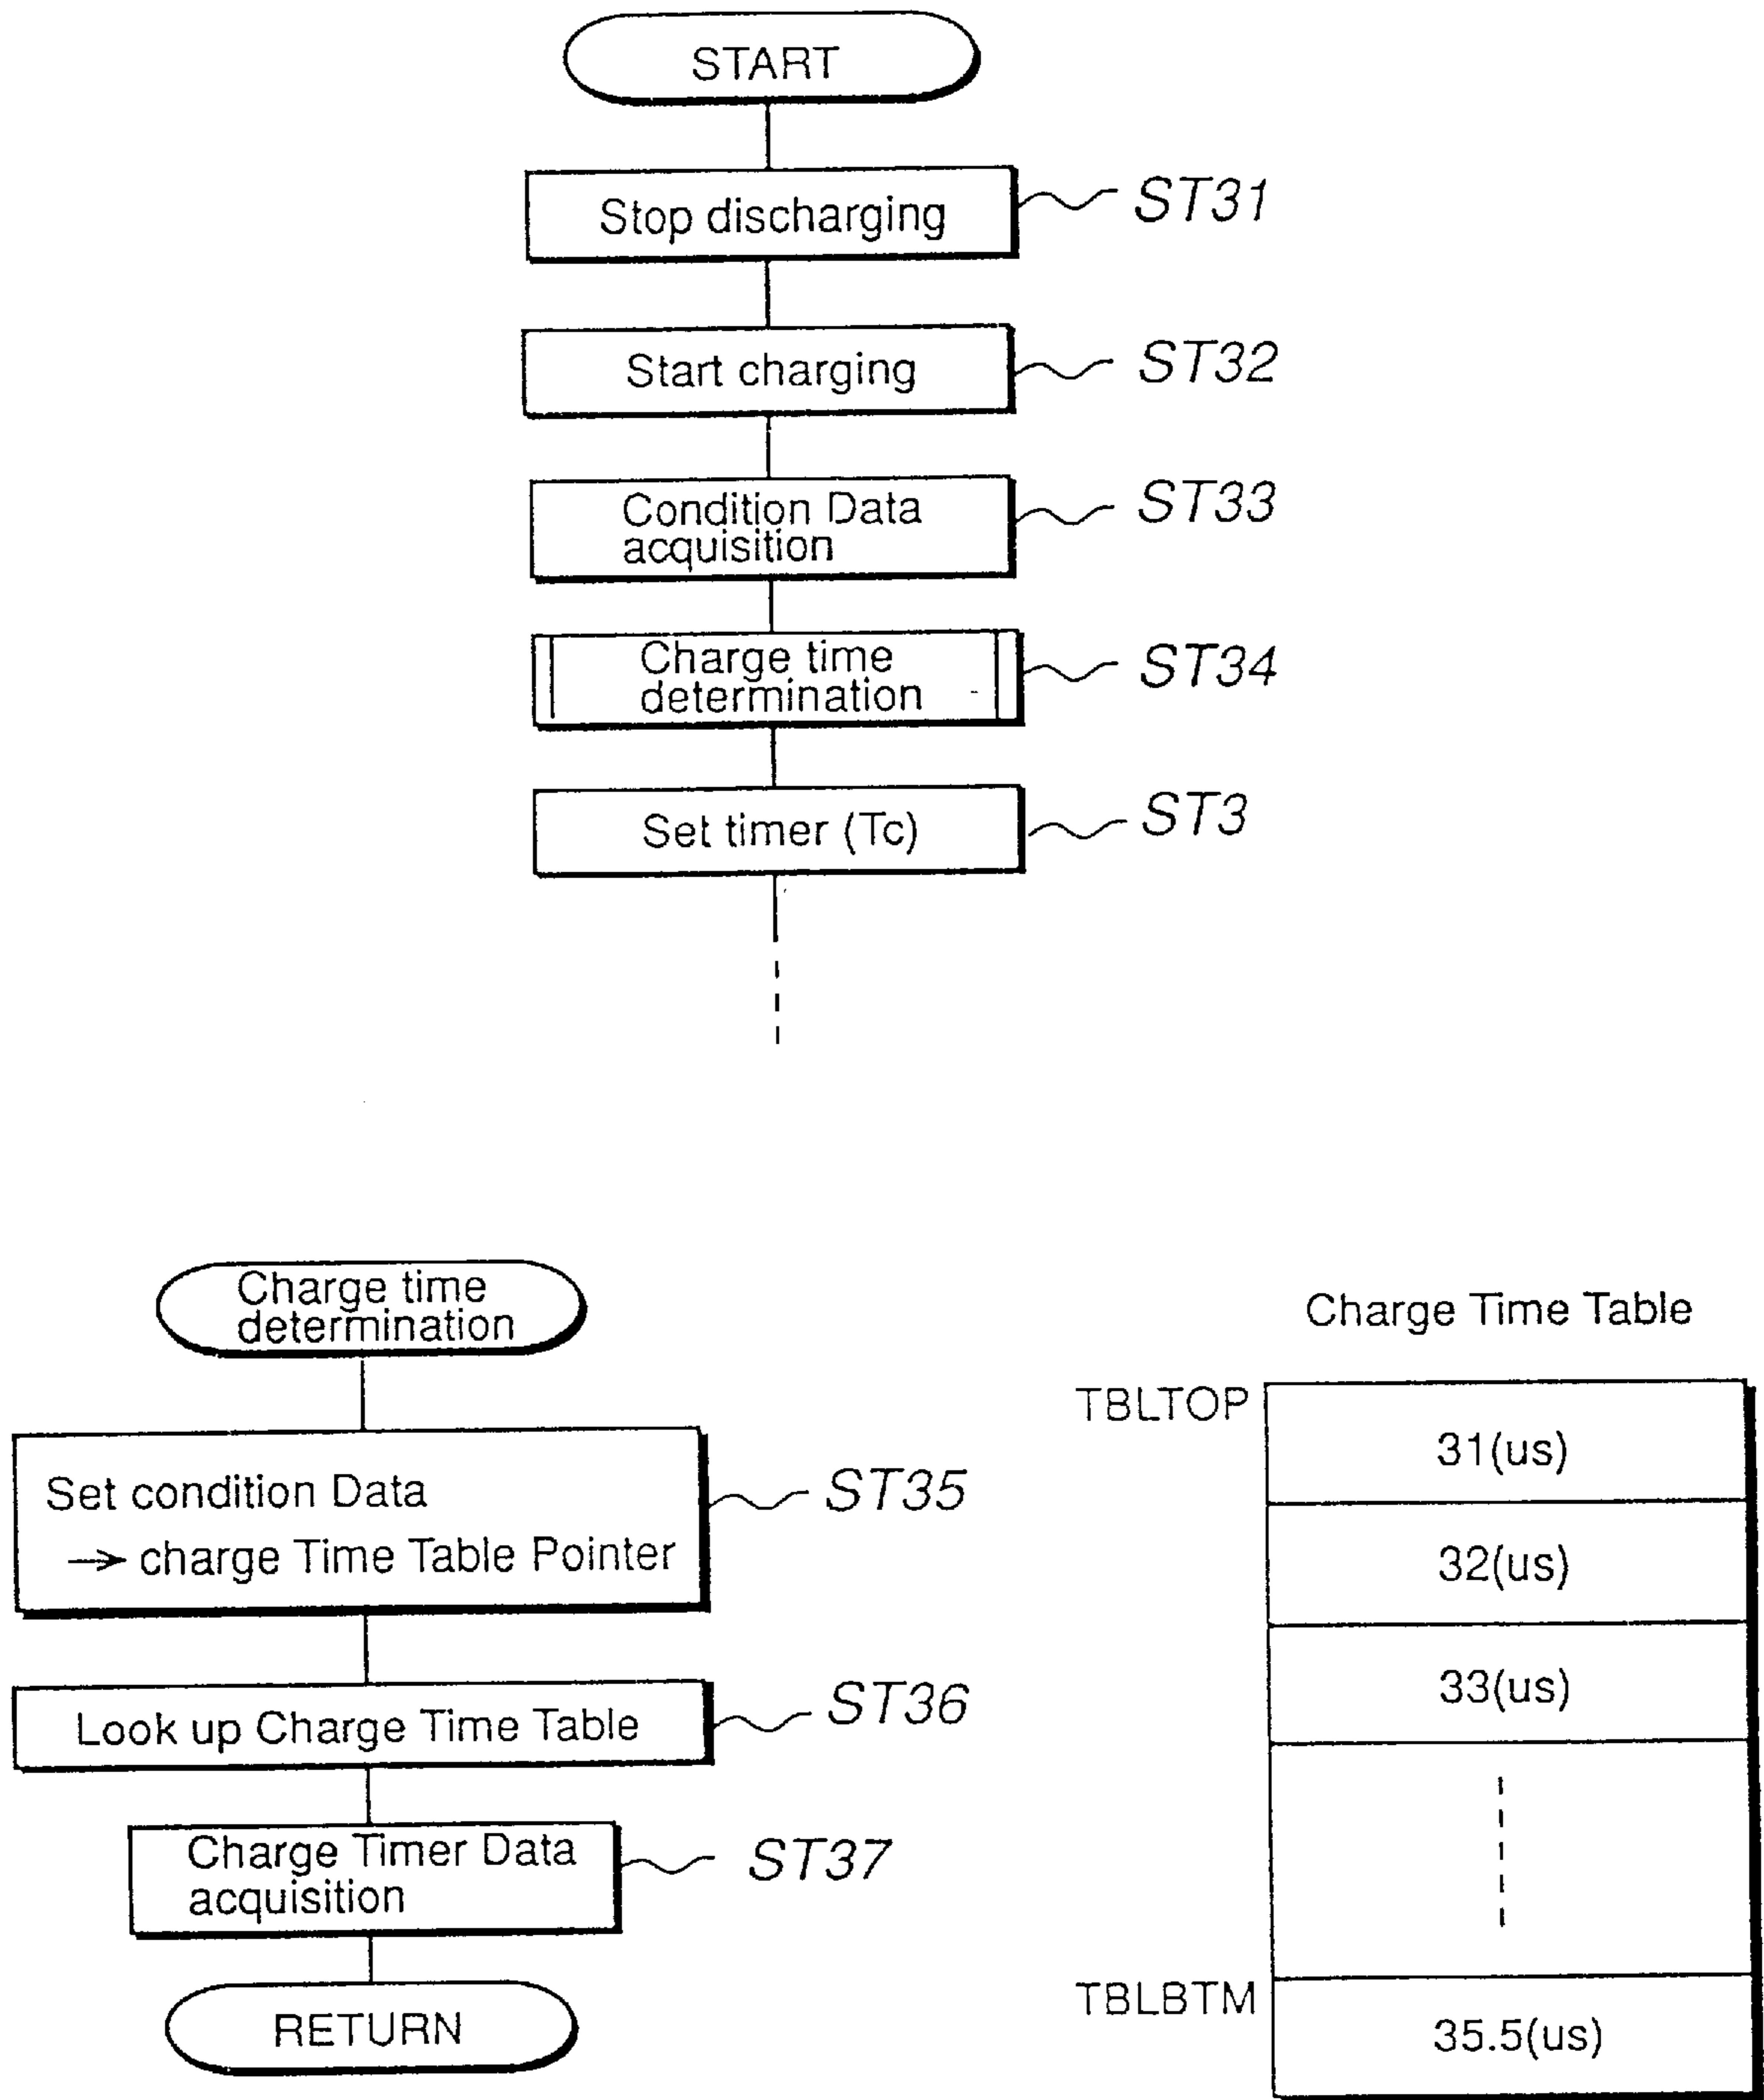 START
Stop discharging
ST31
Start charging
ST32
Condition Data
acquisition
ST33
Charge time
determination
ST34
Set timer (Tc)
ST3
Charge time
determination
Set condition Data
→ charge Time Table Pointer
ST35
Look up Charge Time Table
ST36
Charge Timer Data
acquisition
ST37
RETURN
Charge Time Table
TBLTOP
31(us)
32(us)
33(us)
TBLBTM
35.5(us)